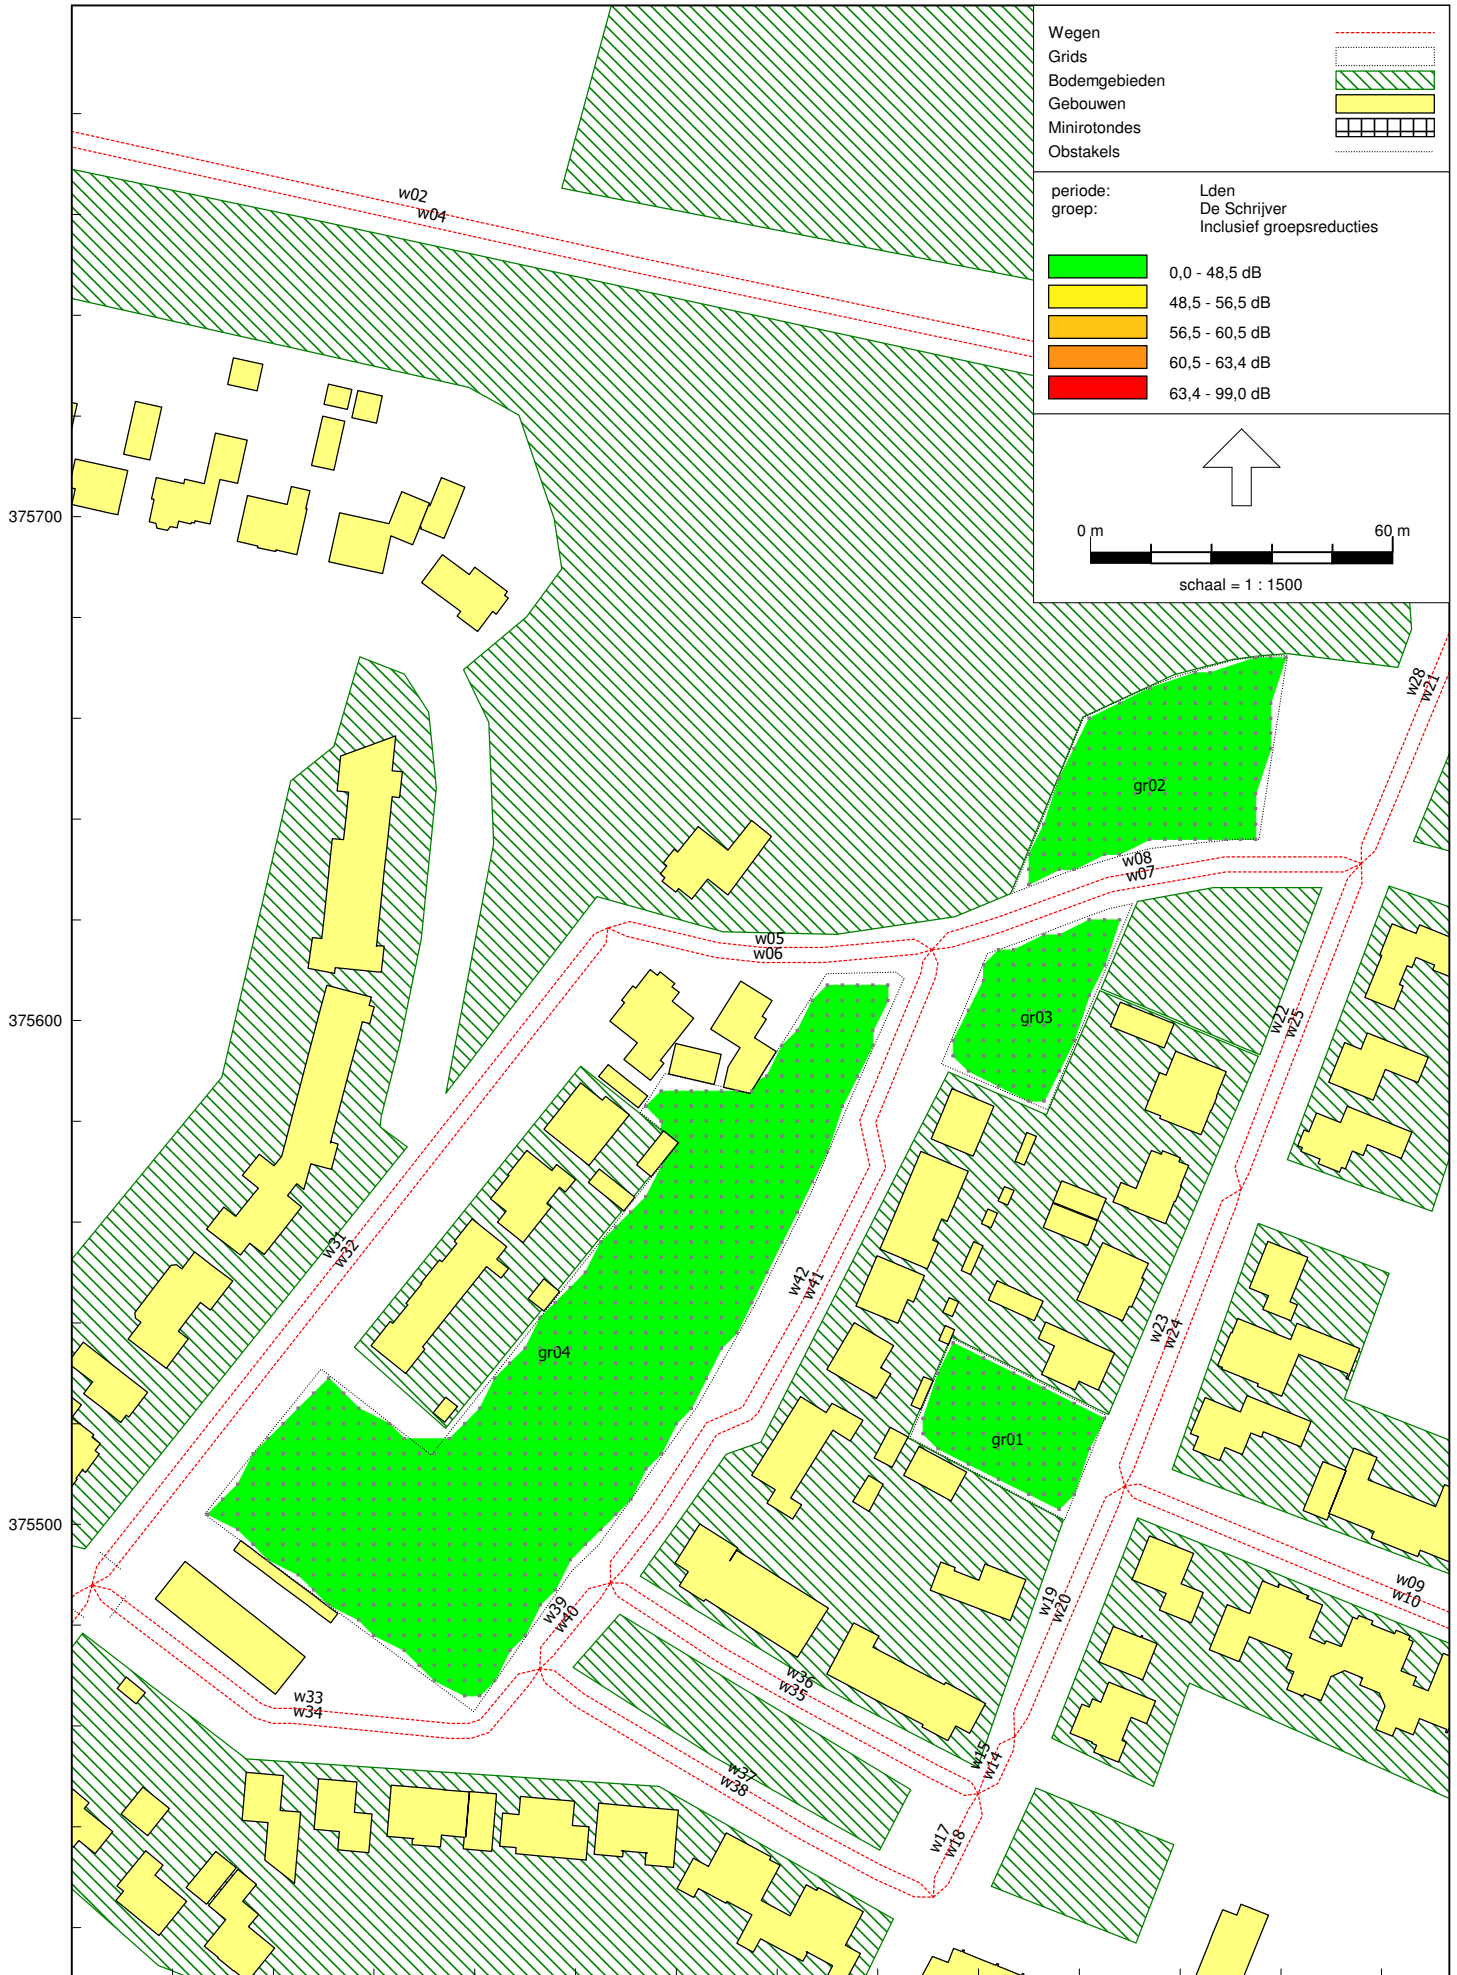 Wegen
Grids
Bodemgebieden
Gebouwen
Minirotondes
Obstakels
periode: Lden
groep: De Schrijver
Inclusief groepsreducties
0,0 - 48,5 dB
48,5 - 56,5 dB
56,5 - 60,5 dB
60,5 - 63,4 dB
63,4 - 99,0 dB
0 m 60 m
schaal = 1 : 1500
w02
w04
375700
w28
w21
gr02
w08
w07
w05
w06
375600
gr03
w22
w25
w31
w32
w42
w41
w23
w24
gr04
gr01
375500
w09
w10
w39
w40
w19
w20
w36
w35
w33
w34
w15
w14
w37
w38
w17
w18